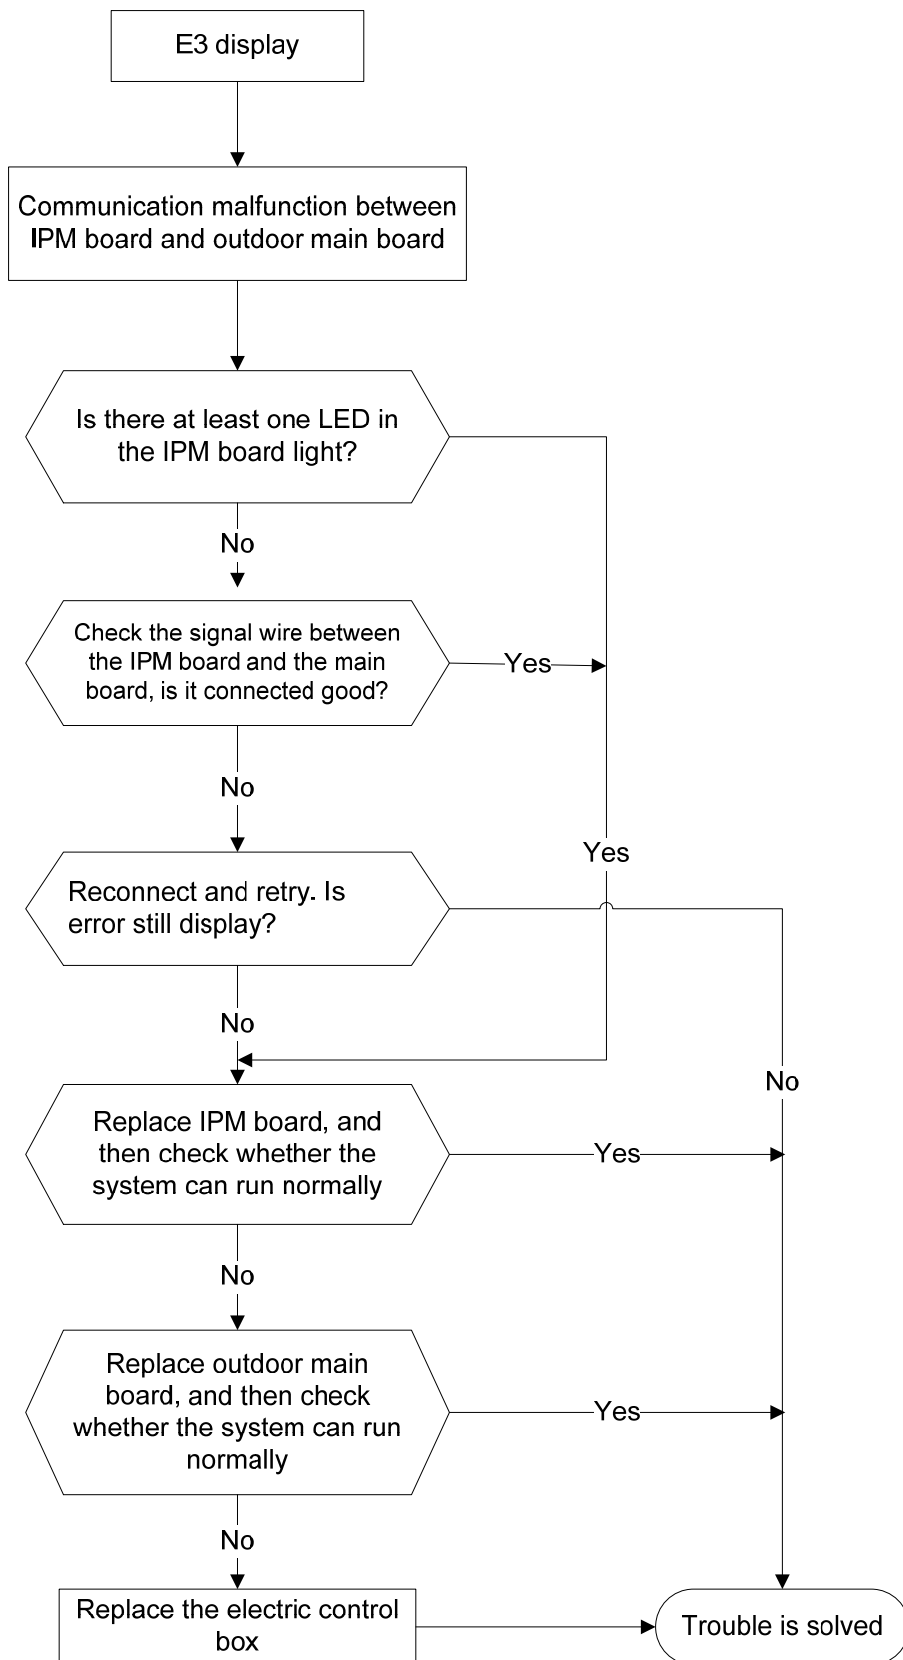 E3 display
Communication malfunction between
IPM board and outdoor main board
Is there at least one LED in
the IPM board light?
No
Check the signal wire between
the IPM board and the main
board, is it connected good?
Yes
No
Yes
Reconnect and retry. Is
error still display?
No
No
Replace IPM board, and
then check whether the
system can run normally
Yes
No
Replace outdoor main
board, and then check
whether the system can run
normally
Yes
No
Replace the electric control
box
Trouble is solved